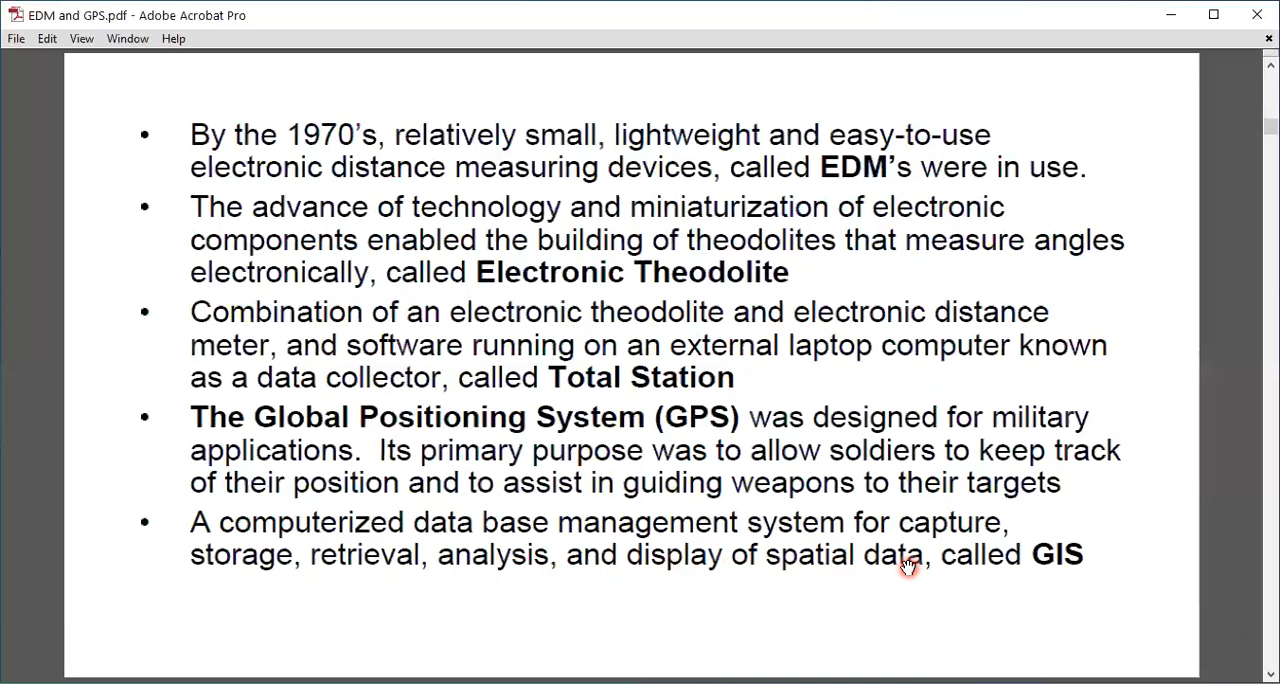 EDM and GPS.pdf - Adobe Acrobat Pro
File Edit View Window Help
• By the 1970's, relatively small, lightweight and easy-to-use
electronic distance measuring devices, called EDM's were in use.
• The advance of technology and miniaturization of electronic
components enabled the building of theodolites that measure angles
electronically, called Electronic Theodolite
• Combination of an electronic theodolite and electronic distance
meter, and software running on an external laptop computer known
as a data collector, called Total Station
• The Global Positioning System (GPS) was designed for military
applications. Its primary purpose was to allow soldiers to keep track
of their position and to assist in guiding weapons to their targets
• A computerized data base management system for capture,
storage, retrieval, analysis, and display of spatial data, called GIS